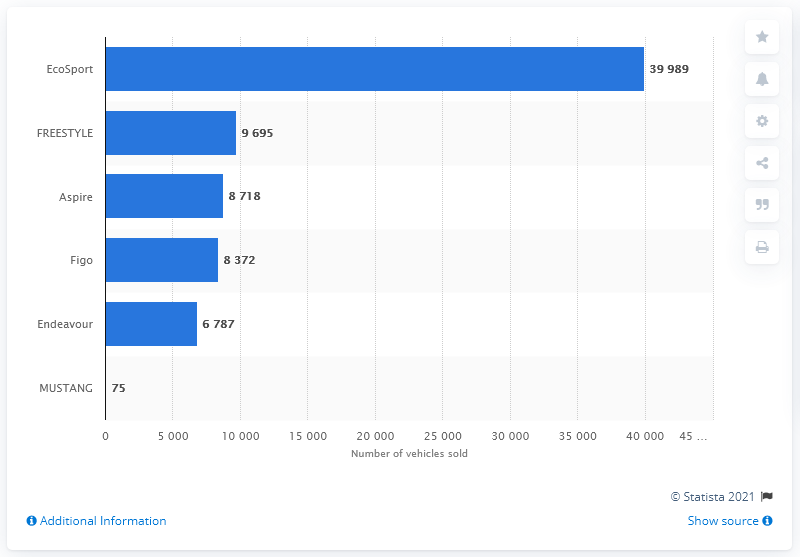 EcoSport 39 989
FREESTYLE 9 695
Aspire 8 718
Figo 8 372
Endeavour 6 787
MUSTANG 75
0 5 000 10 000 15 000 20 000 25 000 30 000 35 000 40 000 45 ...
Number of vehicles sold
© Statista 2021
Additional Information Show source